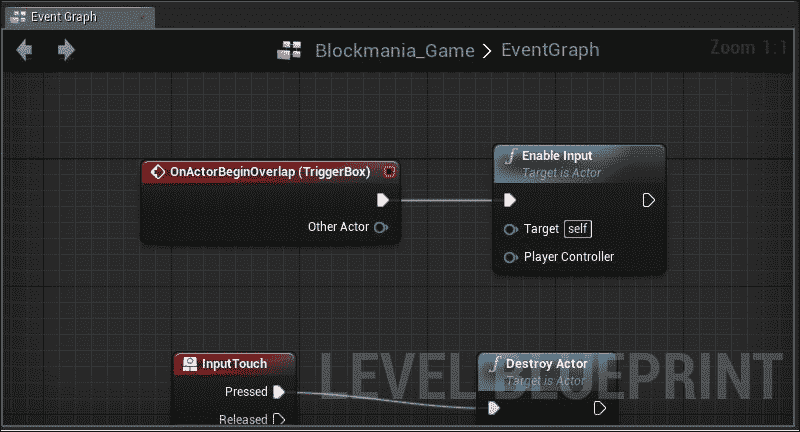 Event Graph
Blockmania_Game > EventGraph
Zoom 1:1
OnActorBeginOverlap (TriggerBox)
Other Actor
Enable Input
Target is Actor
Target self
Player Controller
InputTouch
Pressed
Released
Destroy Actor
Target is Actor
LEVEL BLUEPRINT